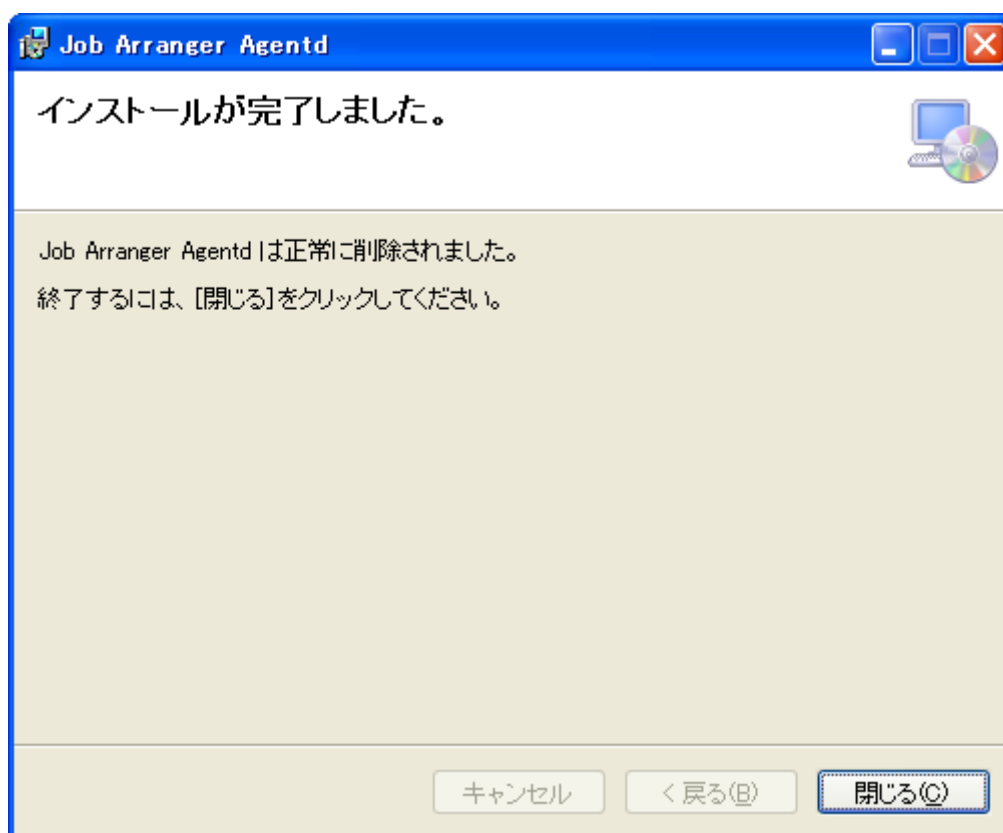 Job Arranger Agentd
インストールが完了しました。
Job Arranger Agentd は正常に削除されました。
終了するには、[閉じる]をクリックしてください。
キャンセル
< 戻る(B)
閉じる(C)